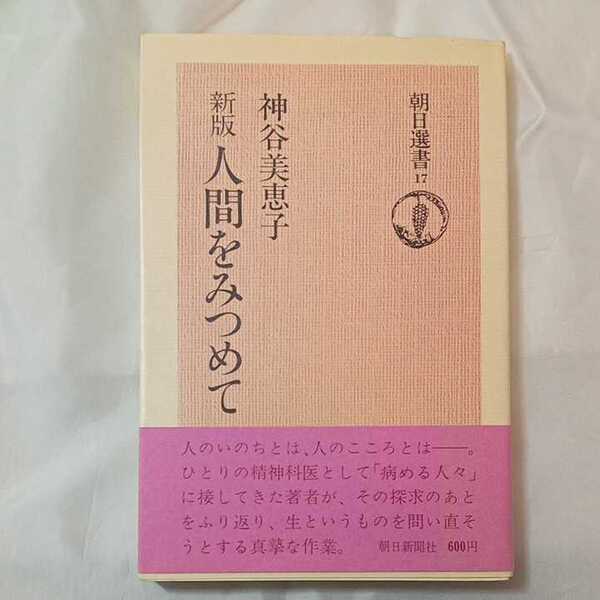 朝日選書 17
神谷美恵子
新版 人間をみつめて
人のいのちとは、人のこころとは――。
ひとりの精神科医として「病める人々」
に接してきた著者が、その探求のあと
をふり返り、生というものを問い直そ
うとする真摯な作業。 朝日新聞社 600円